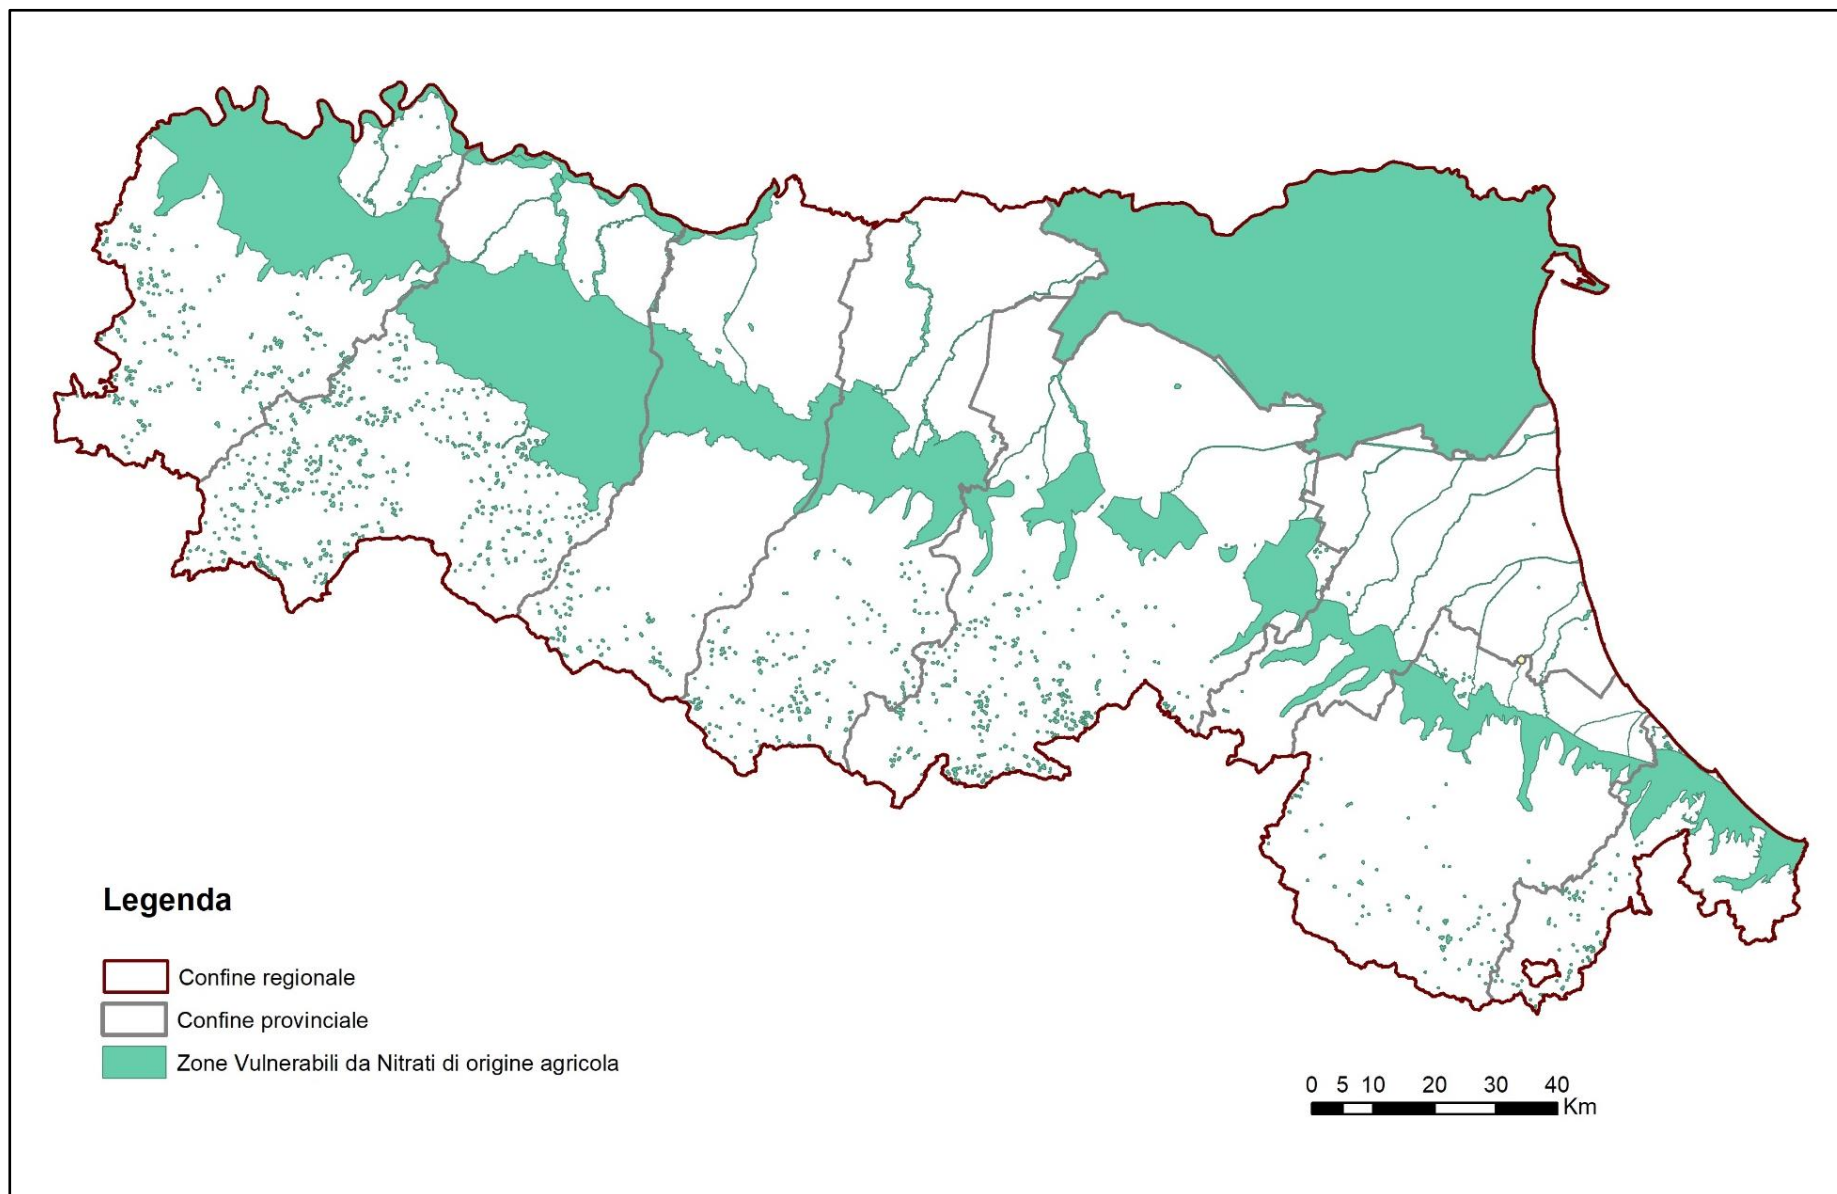 Legenda
Confine regionale
Confine provinciale
Zone Vulnerabili da Nitrati di origine agricola
0 5 10 20 30 40
Km